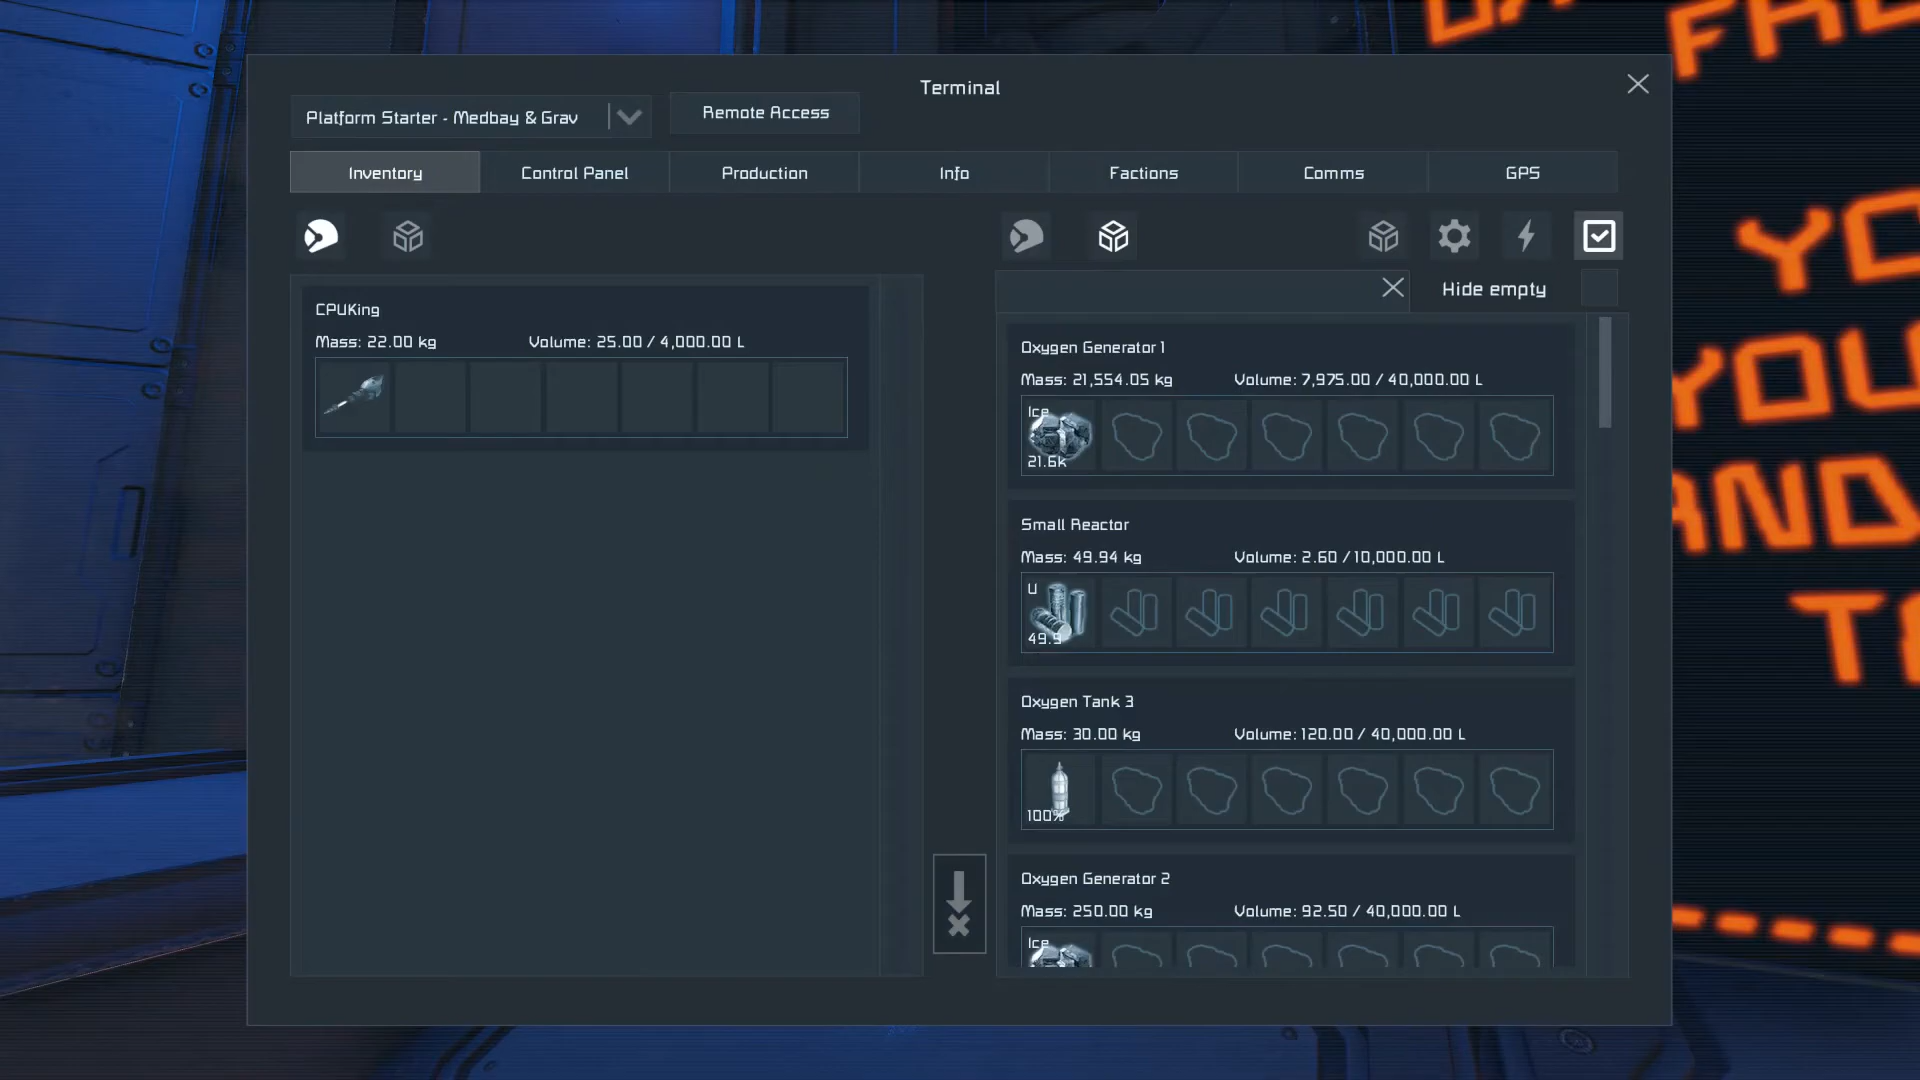 Terminal
Platform Starter - Medbay & Grav
Remote Access
Inventory
Control Panel
Production
Info
Factions
Comms
GPS
Hide empty
CPUKing
Mass: 22.00 kg
Volume: 25.00 / 4,000.00 L
Oxygen Generator 1
Mass: 21,554.05 kg
Volume: 7,975.00 / 40,000.00 L
Ice
21.6k
Small Reactor
Mass: 49.94 kg
Volume: 2.60 / 10,000.00 L
U
49.9
Oxygen Tank 3
Mass: 30.00 kg
Volume: 120.00 / 40,000.00 L
100%
Oxygen Generator 2
Mass: 250.00 kg
Volume: 92.50 / 40,000.00 L
Ice
YOU
AND